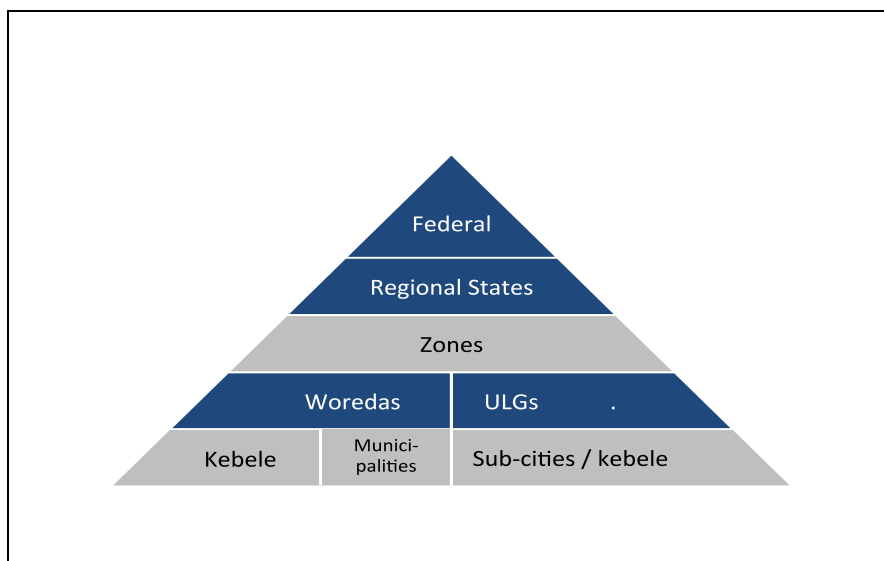 Federal
Regional States
Zones
Woredas
ULGs .
Kebele
Munici-
palities
Sub-cities / kebele